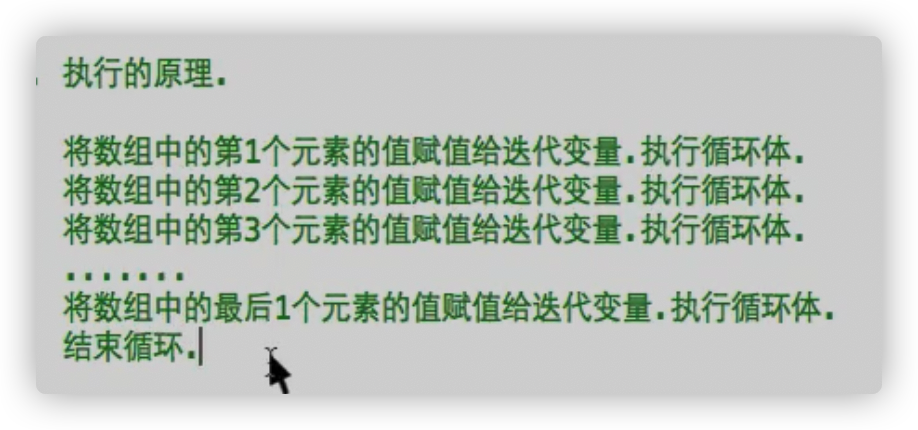 执行的原理.
将数组中的第1个元素的值赋值给迭代变量.执行循环体.
将数组中的第2个元素的值赋值给迭代变量.执行循环体.
将数组中的第3个元素的值赋值给迭代变量.执行循环体.
.......
将数组中的最后1个元素的值赋值给迭代变量.执行循环体.
结束循环.